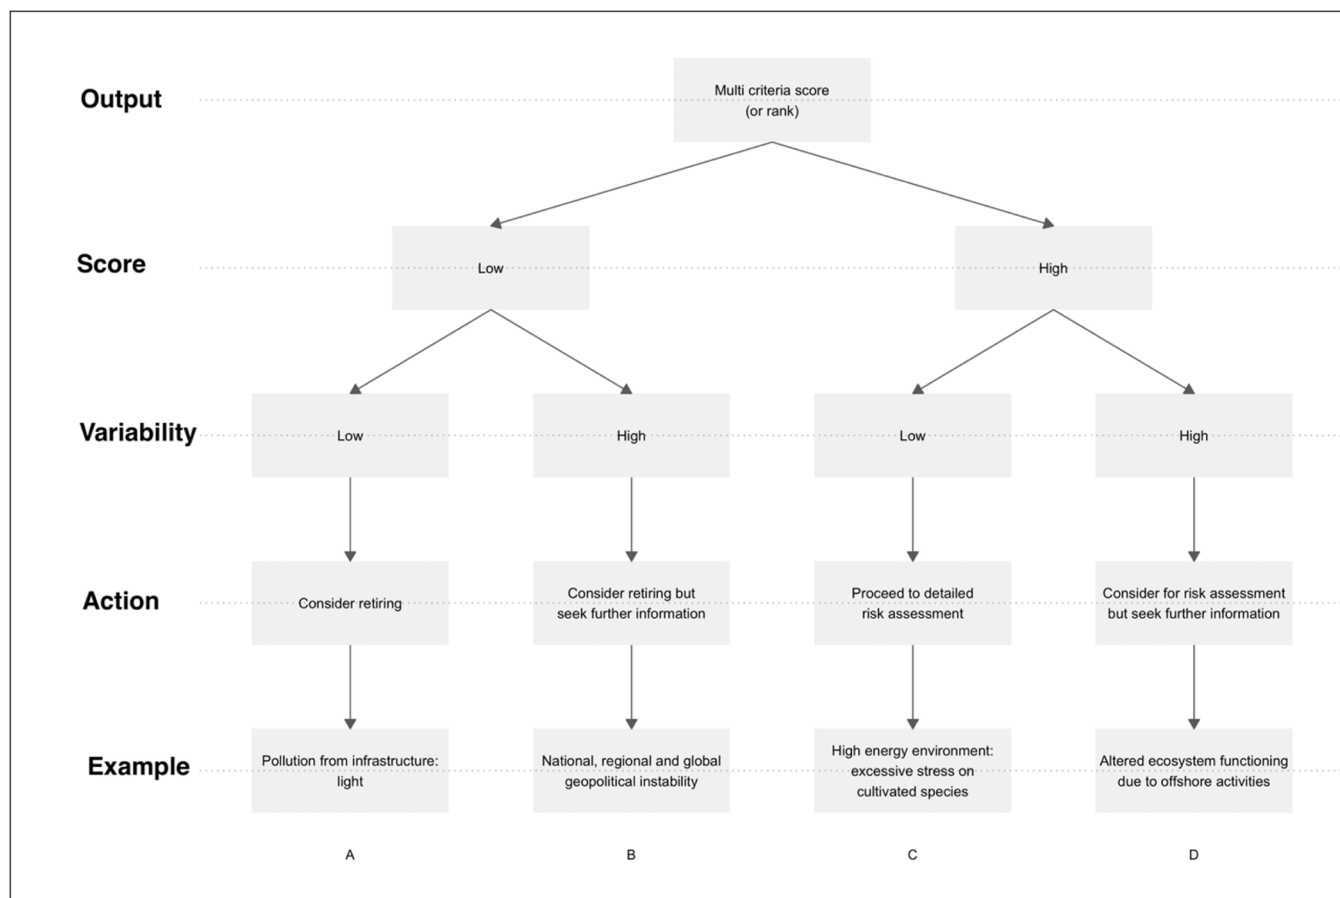 Output
Multi criteria score
(or rank)
Score
Low
High
Variability
Low
High
Low
High
Action
Consider retiring
Consider retiring but
seek further information
Proceed to detailed
risk assessment
Consider for risk assessment
but seek further information
Example
Pollution from infrastructure:
light
National, regional and global
geopolitical instability
High energy environment:
excessive stress on
cultivated species
Altered ecosystem functioning
due to offshore activities
A
B
C
D